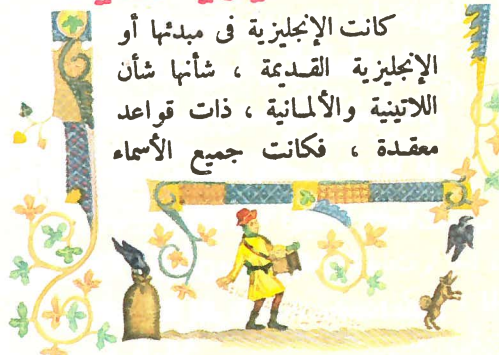 كانت الإنجليزية فى مبدئها أو
الإنجليزية القديمة ، شأنها شأن
اللاتينية والألمانية ، ذات قواعد
معقدة ، فكانت جميع الأسماء